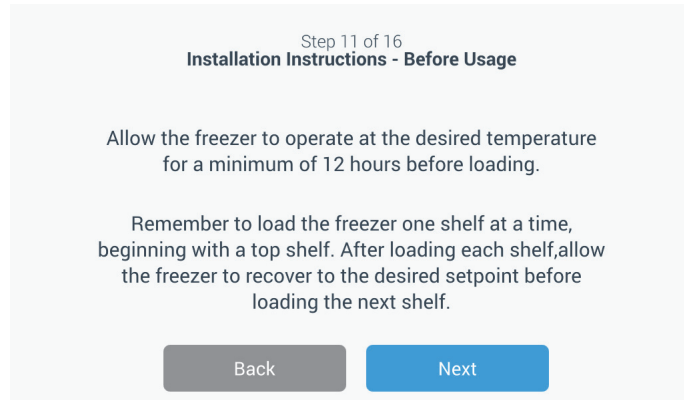 Step 11 of 16
Installation Instructions - Before Usage
Allow the freezer to operate at the desired temperature
for a minimum of 12 hours before loading.
Remember to load the freezer one shelf at a time,
beginning with a top shelf. After loading each shelf,allow
the freezer to recover to the desired setpoint before
loading the next shelf.
Back
Next